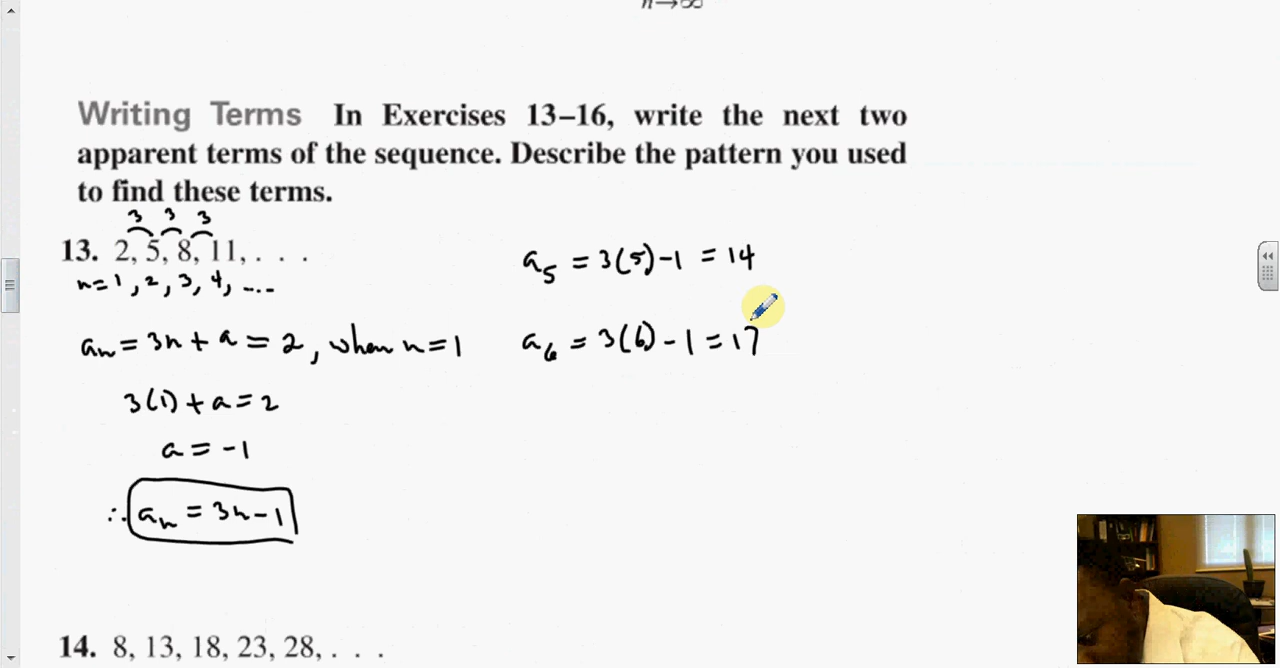 n→∞
Writing Terms In Exercises 13–16, write the next two
apparent terms of the sequence. Describe the pattern you used
to find these terms.
3 3 3
13. 2, 5, 8, 11, . . .
n=1, 2, 3, 4, ....
aₙ = 3n + a = 2, when n=1
3(1) + a = 2
a = -1
∴ aₙ = 3n-1
a₅ = 3(5)-1 = 14
a₆ = 3(6)-1 = 17
14. 8, 13, 18, 23, 28, . . .